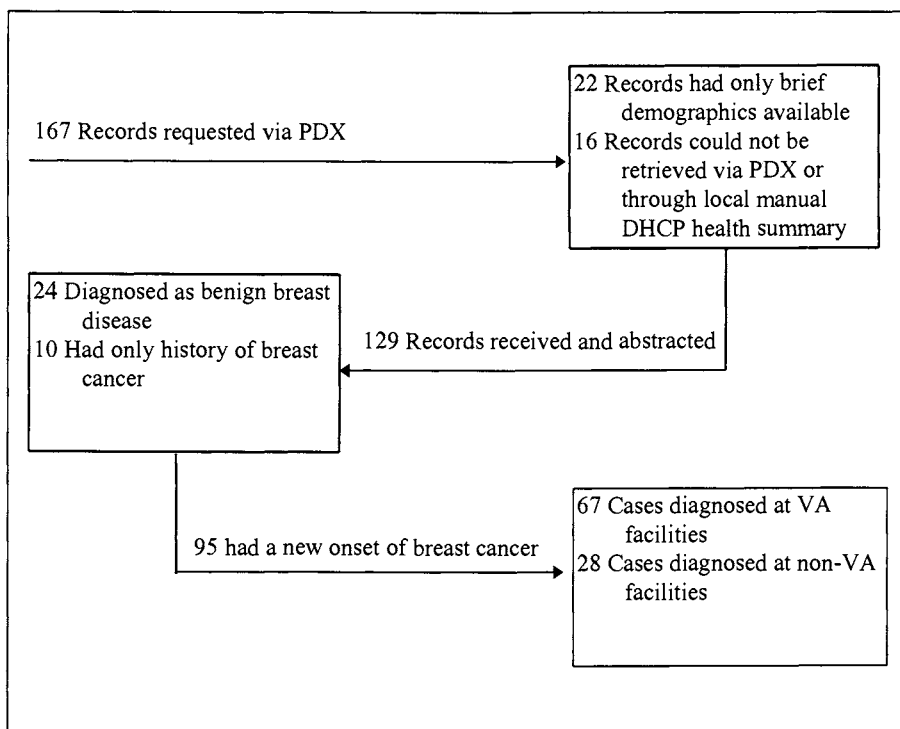 167 Records requested via PDX
22 Records had only brief
demographics available
16 Records could not be
retrieved via PDX or
through local manual
DHCP health summary
129 Records received and abstracted
24 Diagnosed as benign breast
disease
10 Had only history of breast
cancer
95 had a new onset of breast cancer
67 Cases diagnosed at VA
facilities
28 Cases diagnosed at non-VA
facilities